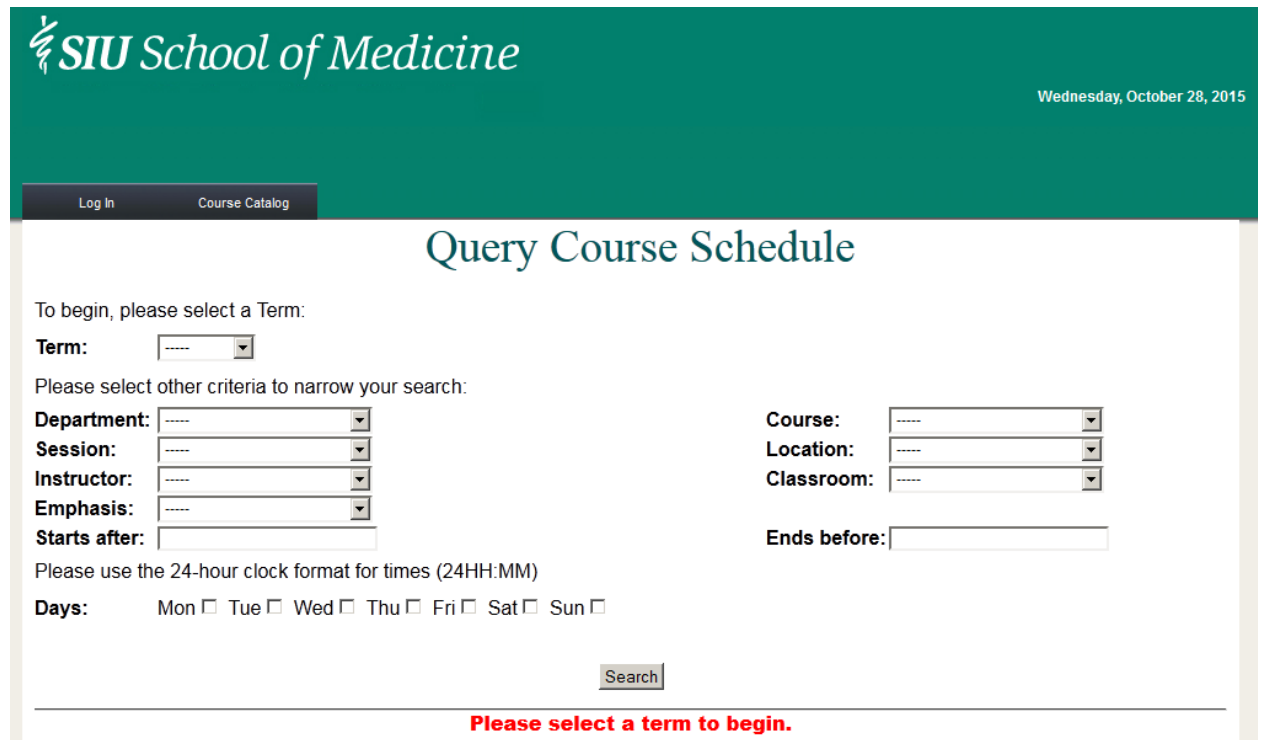 SIU School of Medicine
Wednesday, October 28, 2015
Log In Course Catalog
Query Course Schedule
To begin, please select a Term:
Term: -----
Please select other criteria to narrow your search:
Department: ----- Course: -----
Session: ----- Location: -----
Instructor: ----- Classroom: -----
Emphasis: -----
Starts after: Ends before:
Please use the 24-hour clock format for times (24HH:MM)
Days: Mon Tue Wed Thu Fri Sat Sun
Search
Please select a term to begin.